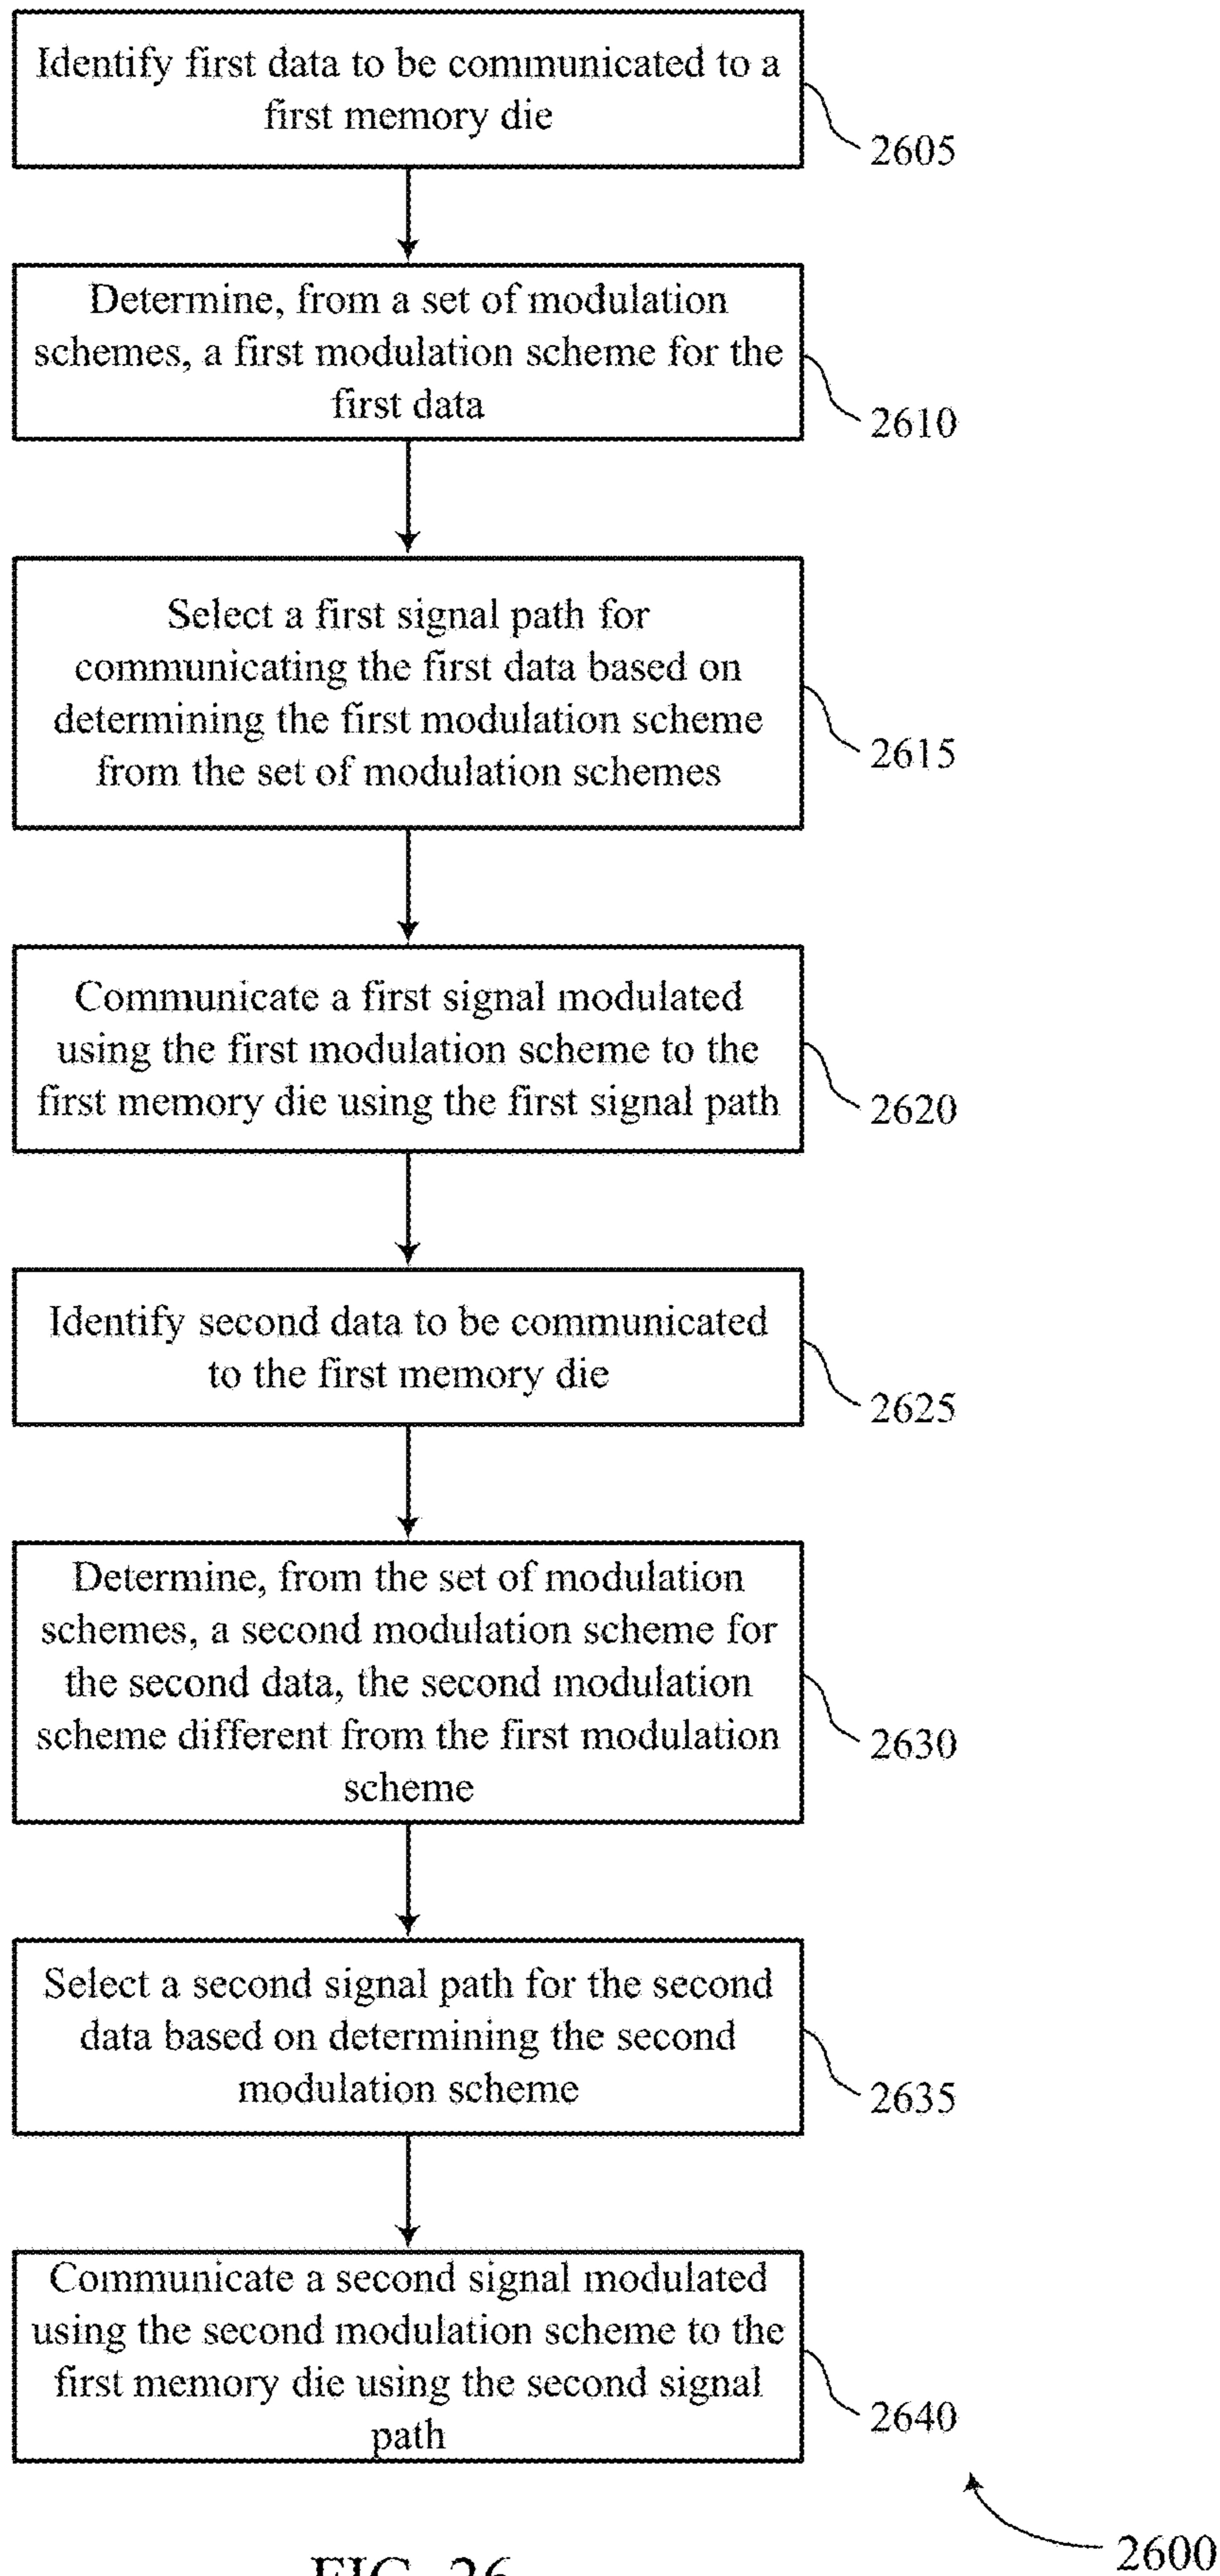 Identify first data to be communicated to a
first memory die
2605
Determine, from a set of modulation
schemes, a first modulation scheme for the
first data
2610
Select a first signal path for
communicating the first data based on
determining the first modulation scheme
from the set of modulation schemes
2615
Communicate a first signal modulated
using the first modulation scheme to the
first memory die using the first signal path
2620
Identify second data to be communicated
to the first memory die
2625
Determine, from the set of modulation
schemes, a second modulation scheme for
the second data, the second modulation
scheme different from the first modulation
scheme
2630
Select a second signal path for the second
data based on determining the second
modulation scheme
2635
Communicate a second signal modulated
using the second modulation scheme to the
first memory die using the second signal
path
2640
2600
FIG. 26